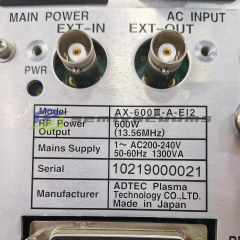 MAIN POWER AC INPUT
EXT-IN EXT-OUT
PWR
Model AX-600Ⅲ-A-EI2
RF Power Output 600W
(13.56MHz)
Mains Supply 1~ AC200-240V
50-60Hz 1300VA
Serial 10219000021
Manufacturer ADTEC Plasma
Technology CO.,LTD.
Made in Japan